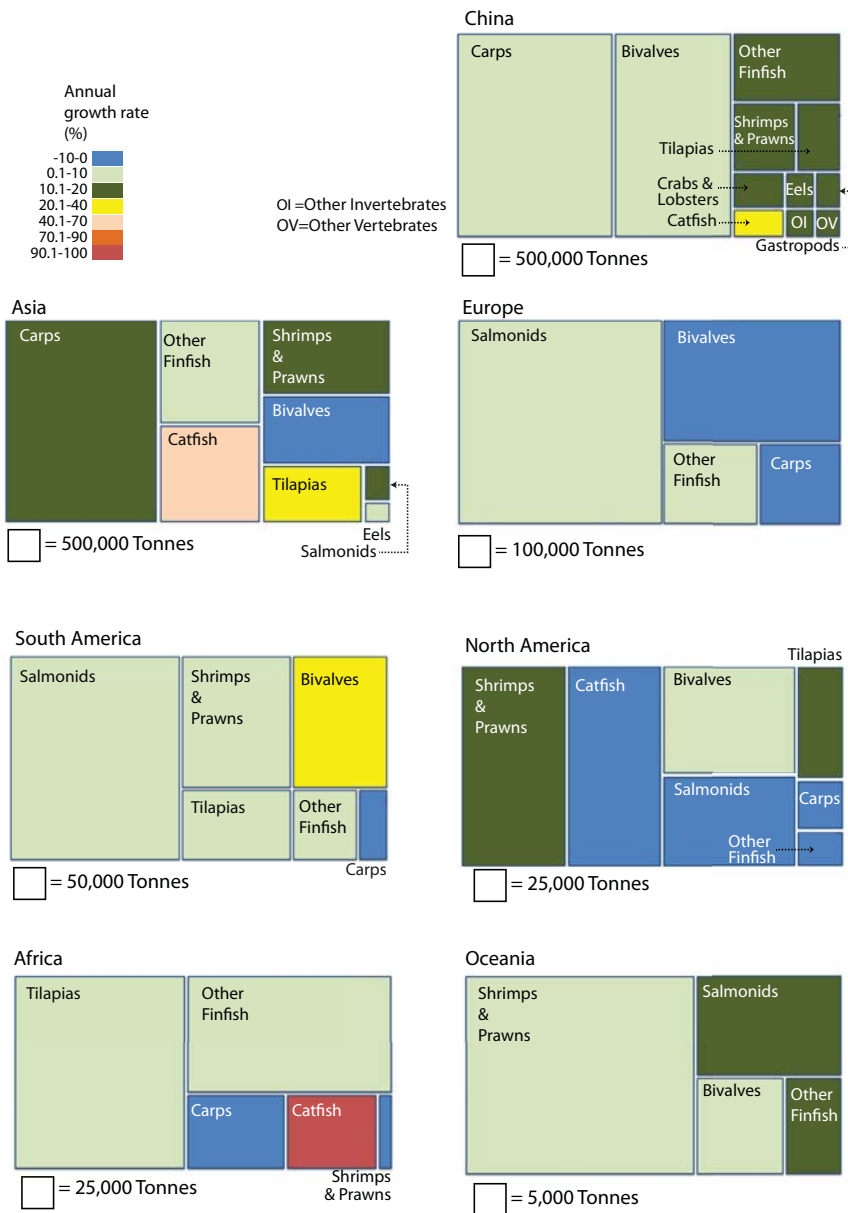 China
Carps
Bivalves
Other
Finfish
Shrimps
& Prawns
Tilapias
Crabs &
Lobsters
Eels
Catfish
OI
OV
Gastropods
= 500,000 Tonnes
Annual
growth rate
(%)
-10-0
0.1-10
10.1-20
20.1-40
40.1-70
70.1-90
90.1-100
OI =Other Invertebrates
OV=Other Vertebrates
Asia
Carps
Other
Finfish
Shrimps
&
Prawns
Bivalves
Catfish
Tilapias
Eels
Salmonids
= 500,000 Tonnes
Europe
Salmonids
Bivalves
Other
Finfish
Carps
= 100,000 Tonnes
South America
Salmonids
Shrimps
&
Prawns
Bivalves
Tilapias
Other
Finfish
Carps
= 50,000 Tonnes
North America
Tilapias
Shrimps
&
Prawns
Catfish
Bivalves
Salmonids
Carps
Other
Finfish
= 25,000 Tonnes
Africa
Tilapias
Other
Finfish
Carps
Catfish
Shrimps
& Prawns
= 25,000 Tonnes
Oceania
Shrimps
&
Prawns
Salmonids
Bivalves
Other
Finfish
= 5,000 Tonnes